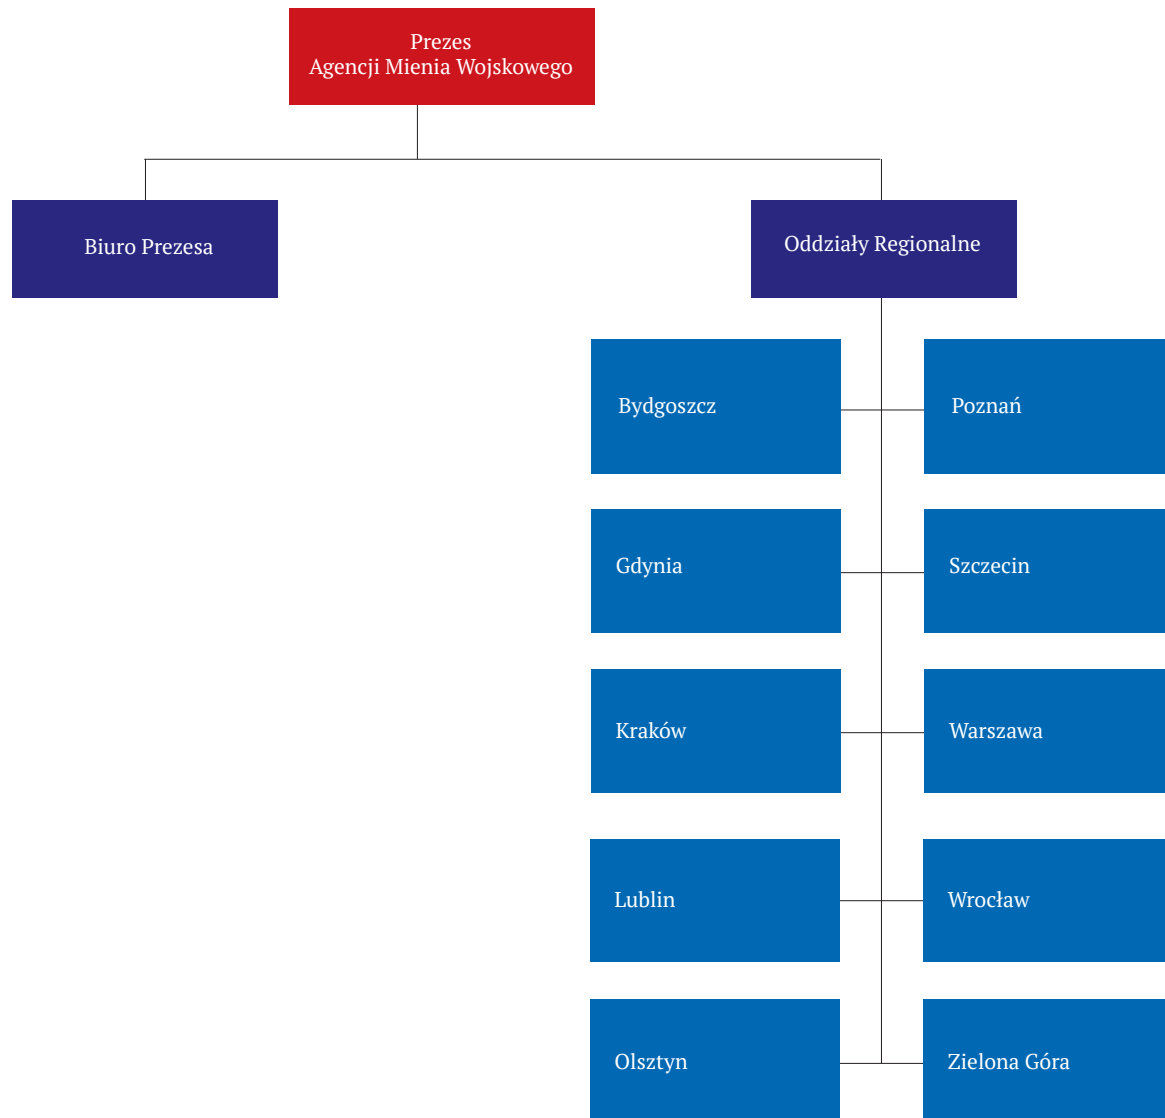 Prezes
Agencji Mienia Wojskowego
Biuro Prezesa
Oddziały Regionalne
Bydgoszcz
Poznań
Gdynia
Szczecin
Kraków
Warszawa
Lublin
Wrocław
Olsztyn
Zielona Góra